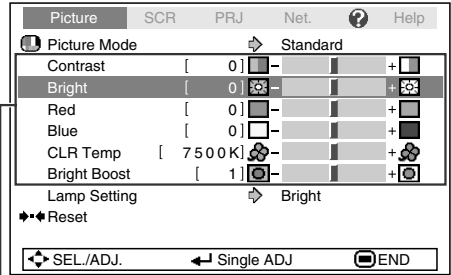 Picture SCR PRJ Net. ? Help
Picture Mode Standard
Contrast [ 0] - +
Bright [ 0] - +
Red [ 0] - +
Blue [ 0] - +
CLR Temp [ 7500K] - +
Bright Boost [ 1] - +
Lamp Setting Bright
Reset
SEL./ADJ. Single ADJ END